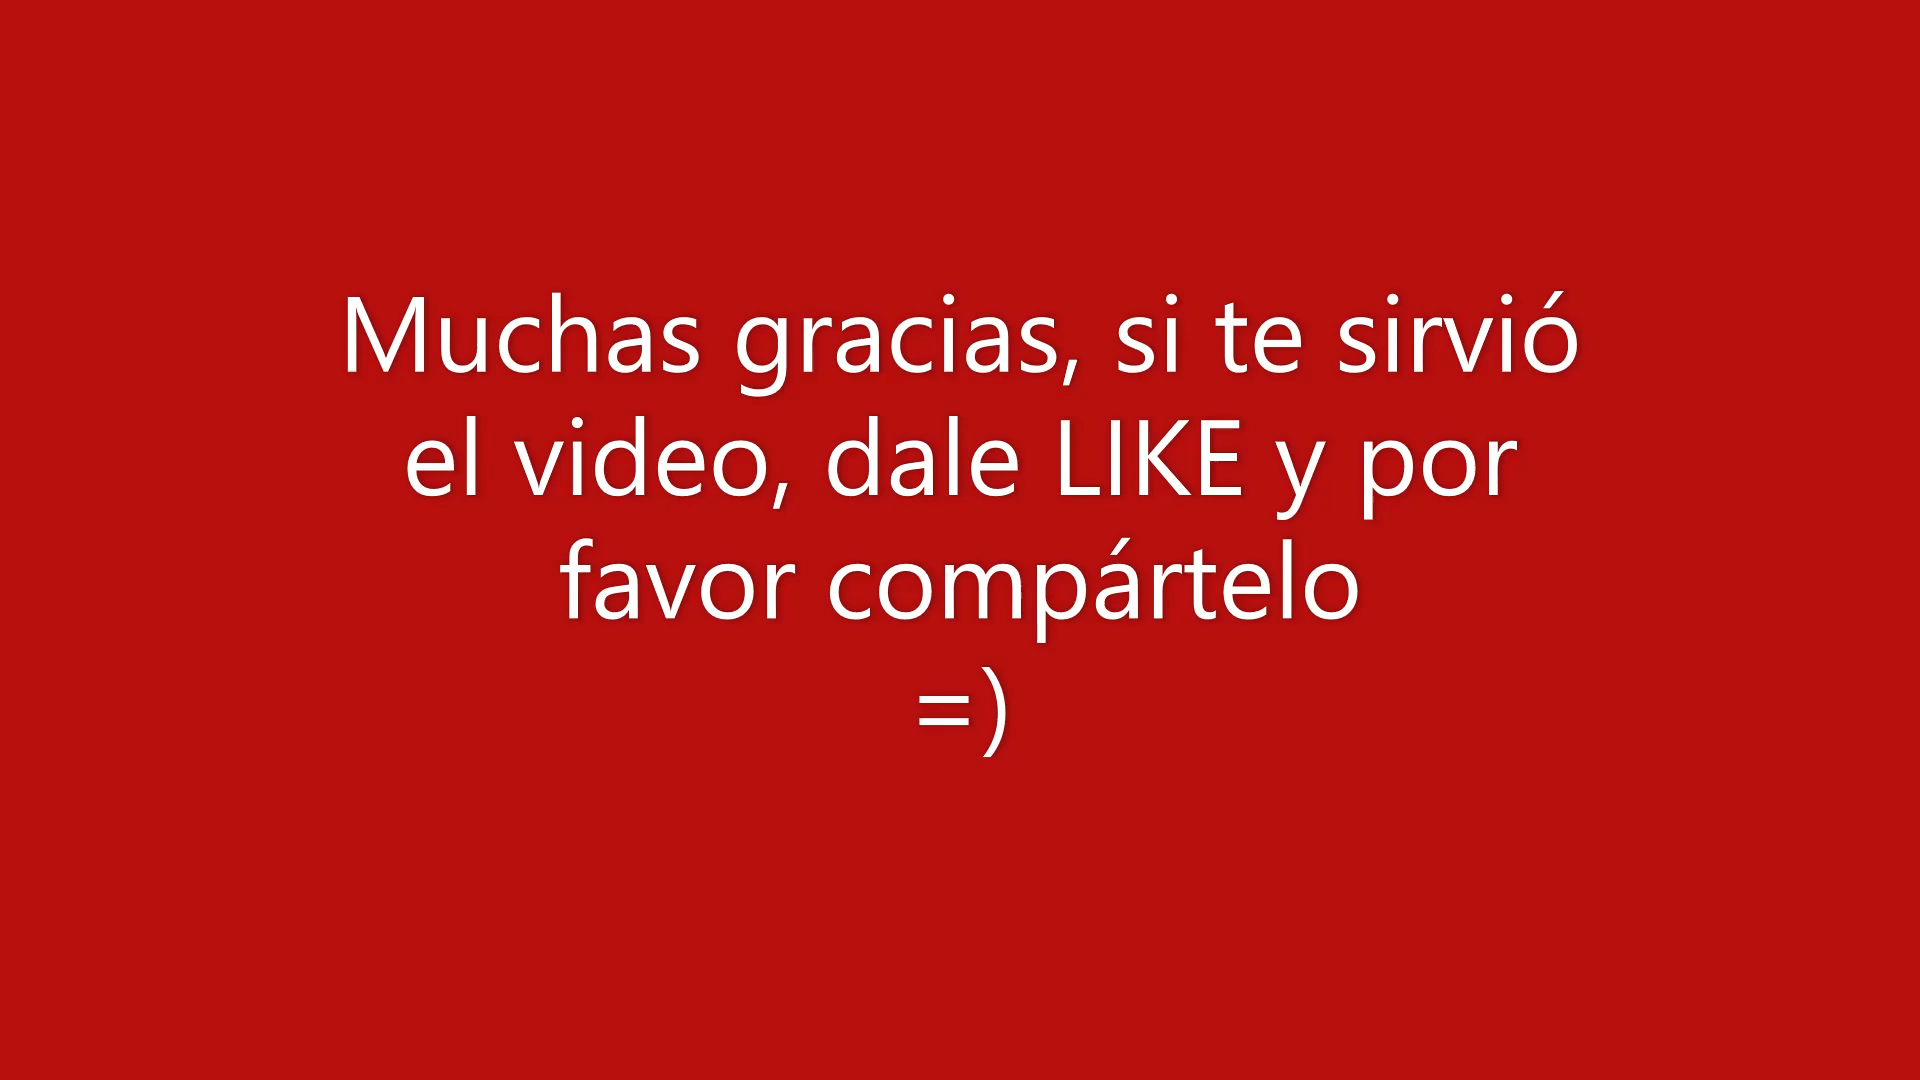 Muchas gracias, si te sirvió
el video, dale LIKE y por
favor compártelo
=)